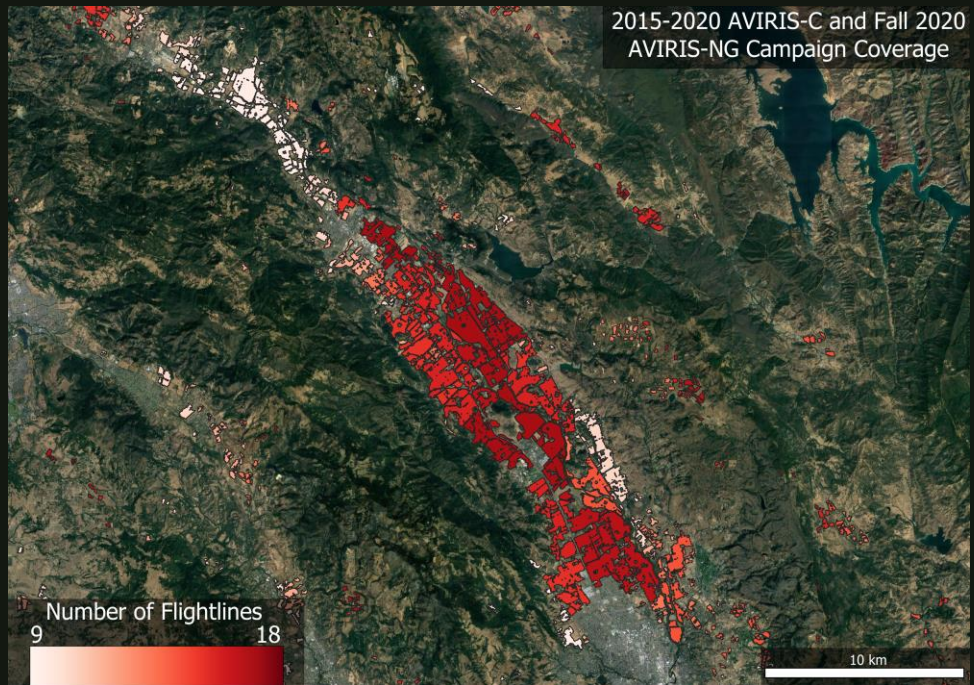 2015-2020 AVIRIS-C and Fall 2020
AVIRIS-NG Campaign Coverage
Number of Flightlines
9 18
10 km